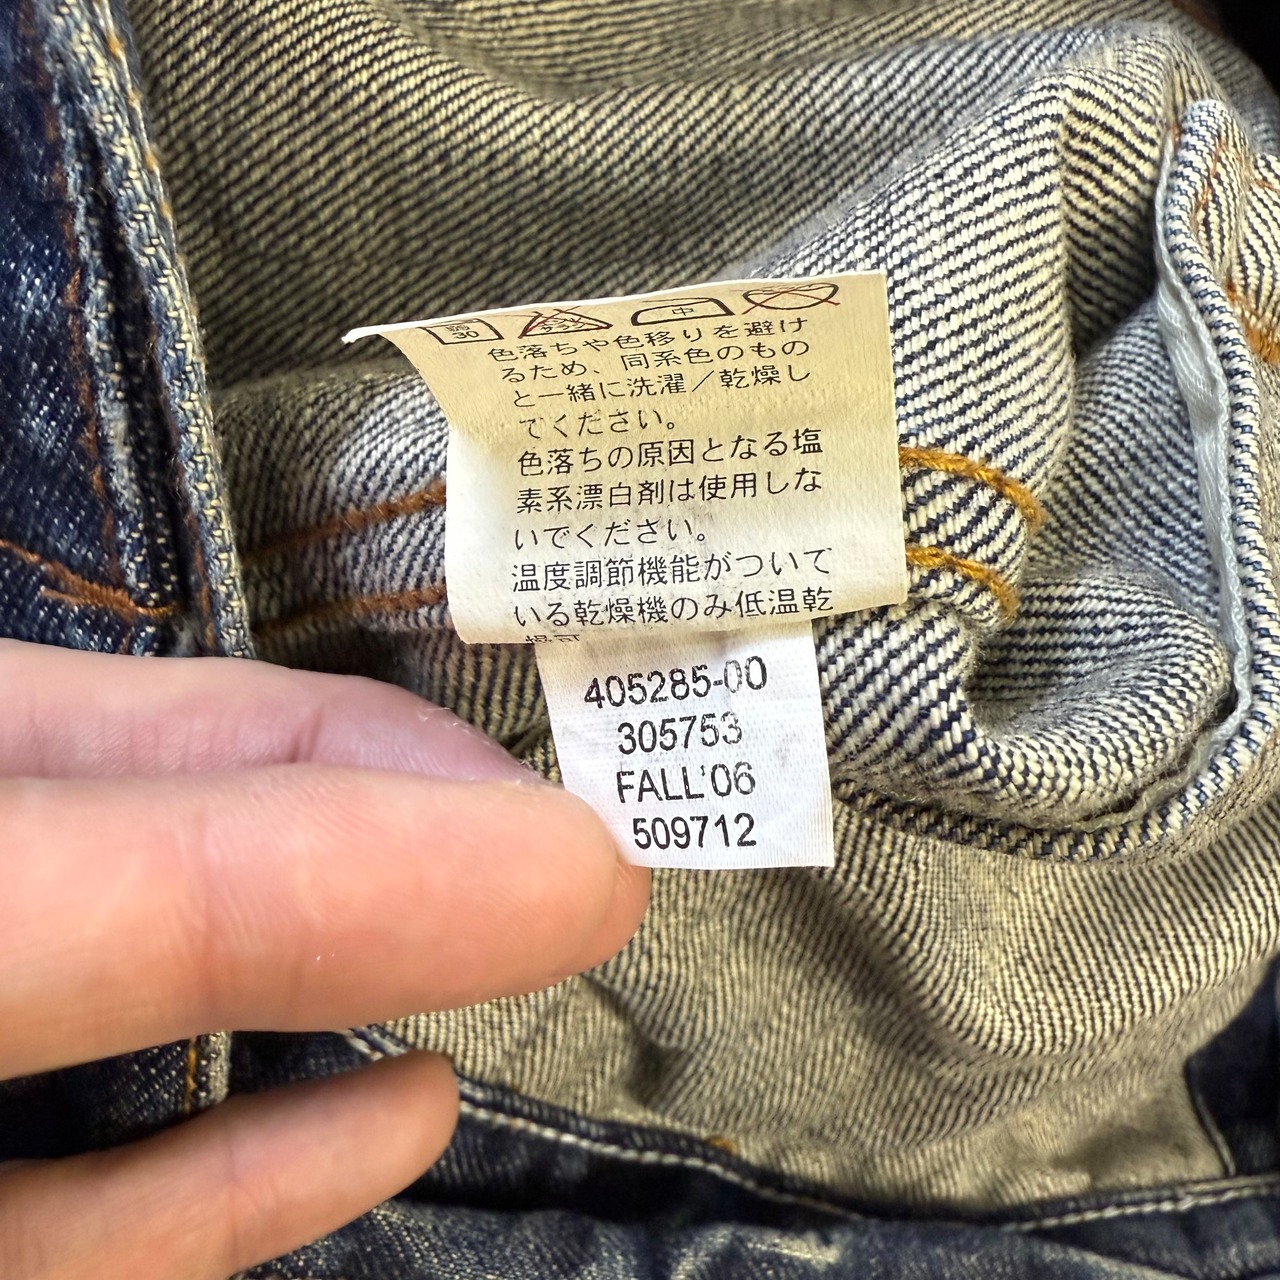 弱
30
中
色落ちや色移りを避け
るため、同系色のもの
と一緒に洗濯／乾燥し
でください。
色落ちの原因となる塩
素系漂白剤は使用しな
いでください。
温度調節機能がついて
いる乾燥機のみ低温乾
405285-00
305753
FALL'06
509712